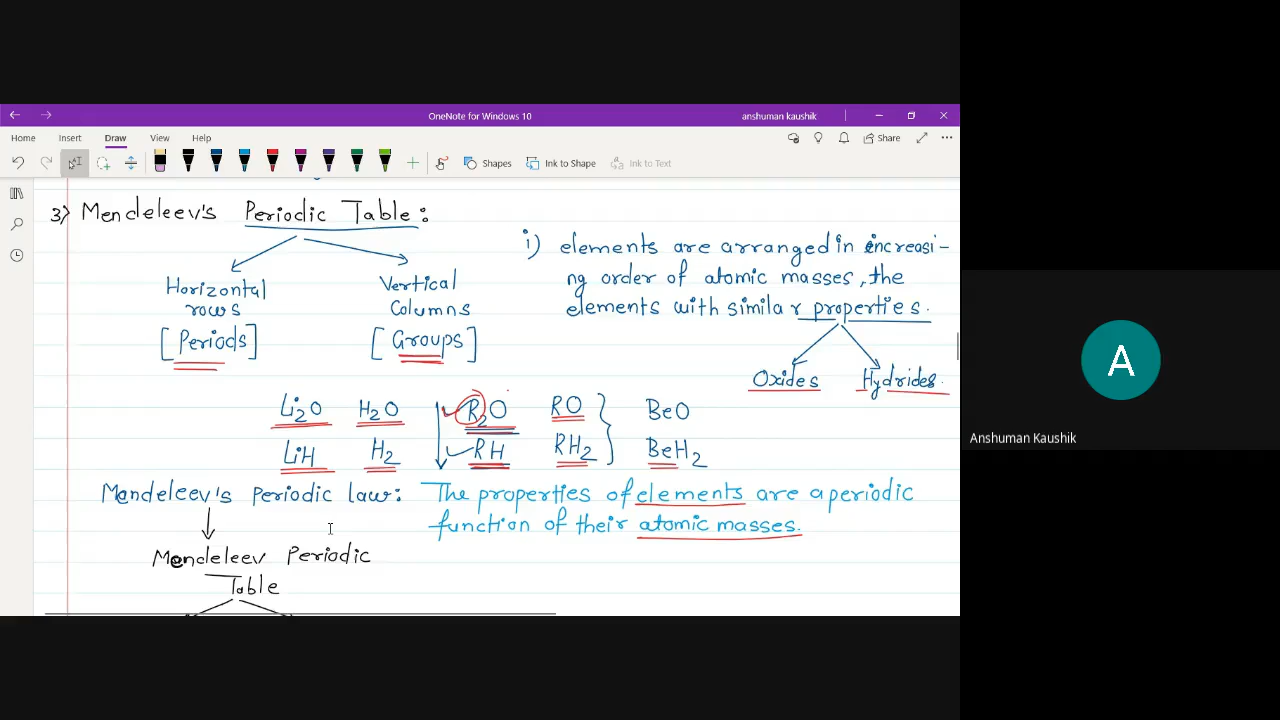 OneNote for Windows 10
anshuman kaushik
Home Insert Draw View Help
Share
Shapes Ink to Shape Ink to Text
3) Mendeleev's Periodic Table:
Horizontal
rows
[Periods]
Vertical
Columns
[Groups]
i) elements are arranged in increasi-
ng order of atomic masses, the
elements with similar properties.
Oxides Hydrides.
Li2O H2O R2O RO BeO
LiH H2 RH RH2 BeH2
Mendeleev's Periodic law: The properties of elements are a periodic
function of their atomic masses.
Mendeleev Periodic
Table
A
Anshuman Kaushik